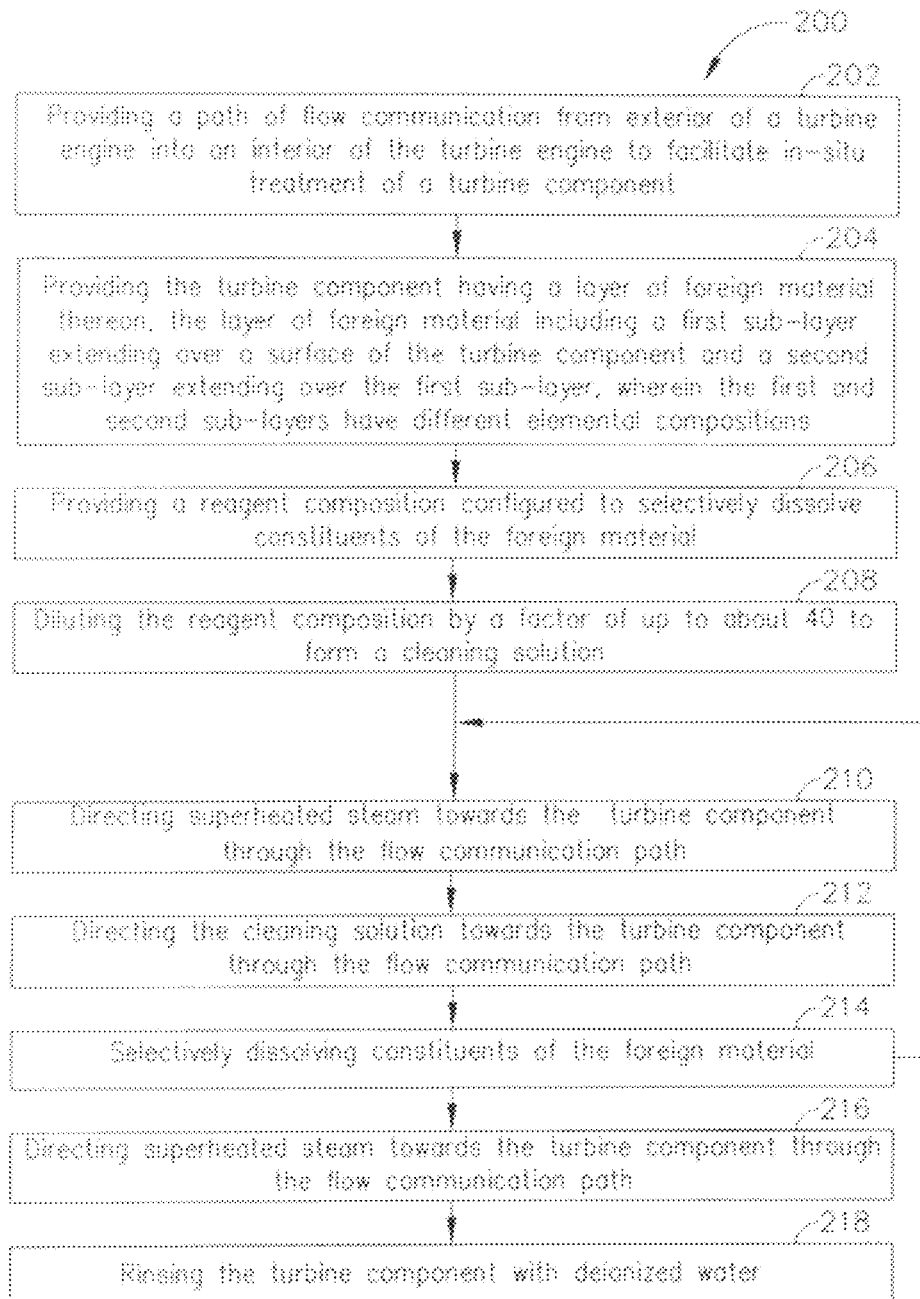 200
202
Providing a path of flow communication from exterior of a turbine
engine into an interior of the turbine engine to facilitate in-situ
treatment of a turbine component
204
Providing the turbine component having a layer of foreign material
thereon, the layer of foreign material including a first sub-layer
extending over a surface of the turbine component and a second
sub-layer extending over the first sub-layer, wherein the first and
second sub-layers have different elemental compositions
206
Providing a reagent composition configured to selectively dissolve
constituents of the foreign material
208
Diluting the reagent composition by a factor of up to about 40 to
form a cleaning solution
210
Directing superheated steam towards the turbine component
through the flow communication path
212
Directing the cleaning solution towards the turbine component
through the flow communication path
214
Selectively dissolving constituents of the foreign material
216
Directing superheated steam towards the turbine component through
the flow communication path
218
Rinsing the turbine component with deionized water